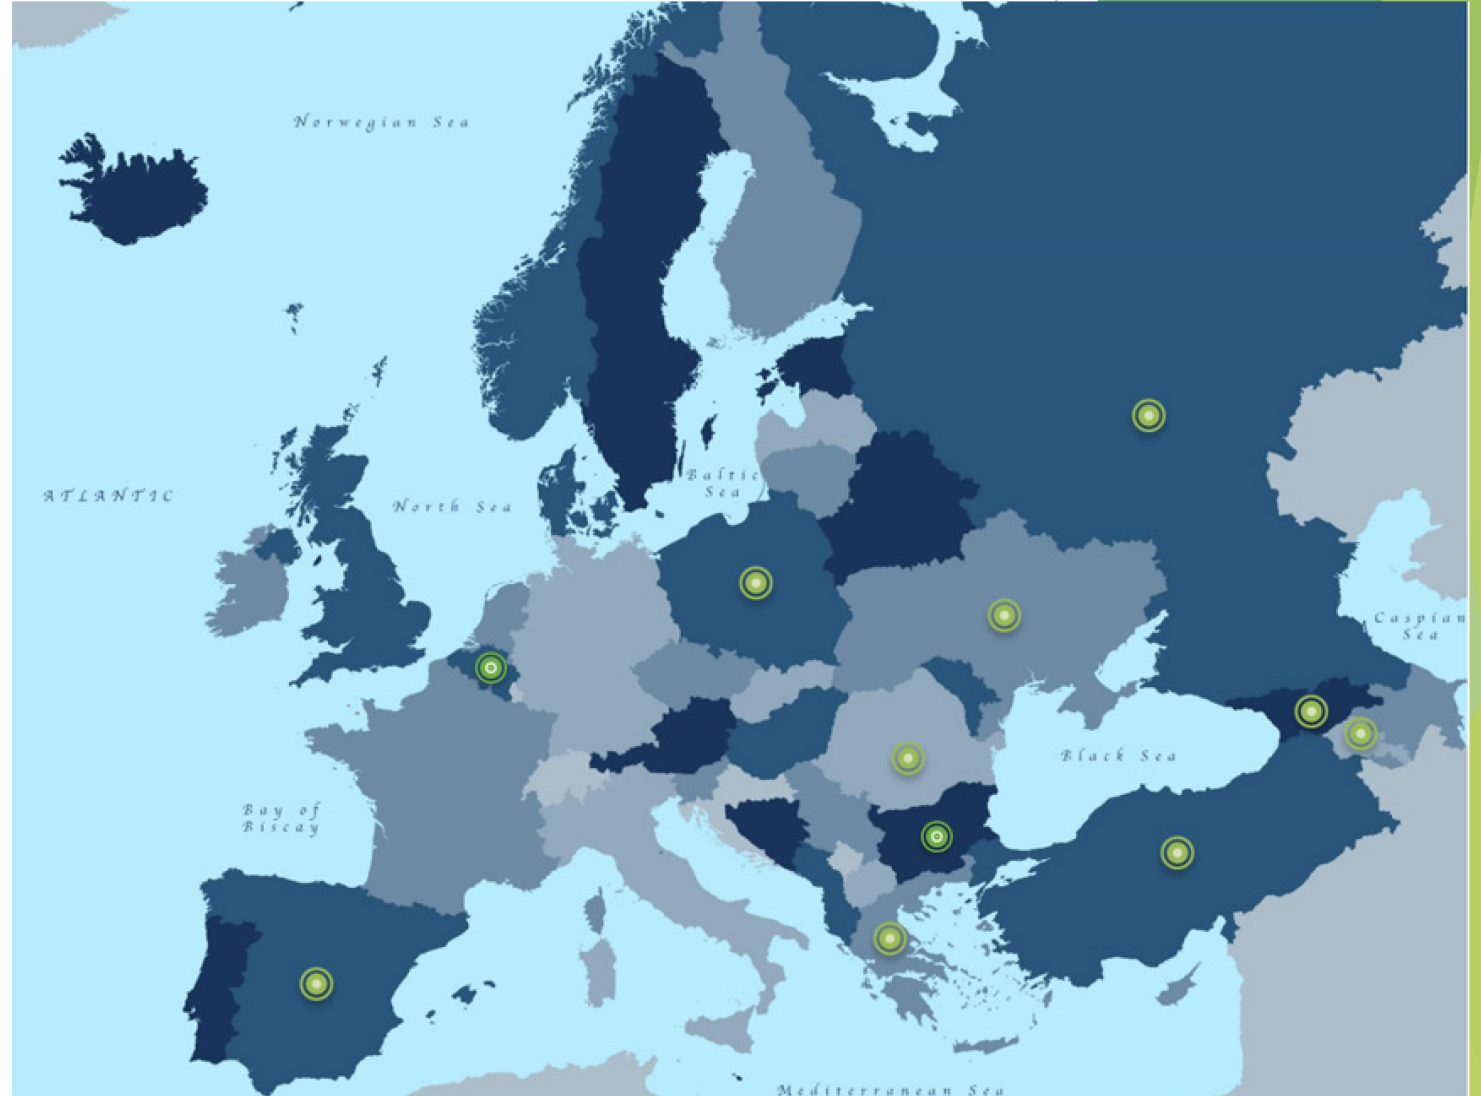 Norwegian Sea
ATLANTIC
North Sea
Baltic
Sea
Caspian
Sea
Black Sea
Bay of
Biscay
Mediterranean Sea